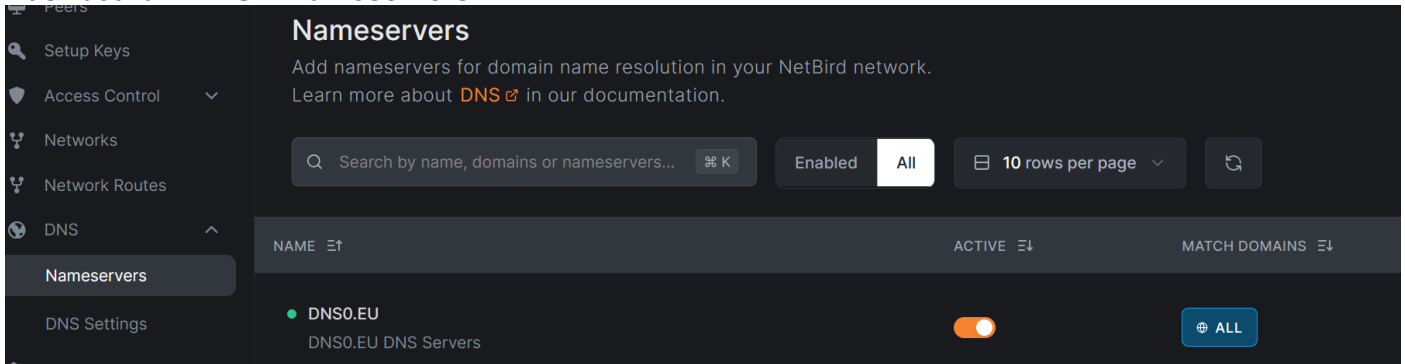 Peers
Setup Keys
Access Control
Networks
Network Routes
DNS
Nameservers
DNS Settings
Nameservers
Add nameservers for domain name resolution in your NetBird network.
Learn more about DNS in our documentation.
Search by name, domains or nameservers... ⌘ K
Enabled All
10 rows per page
NAME ACTIVE MATCH DOMAINS
DNS0.EU
DNS0.EU DNS Servers
ALL